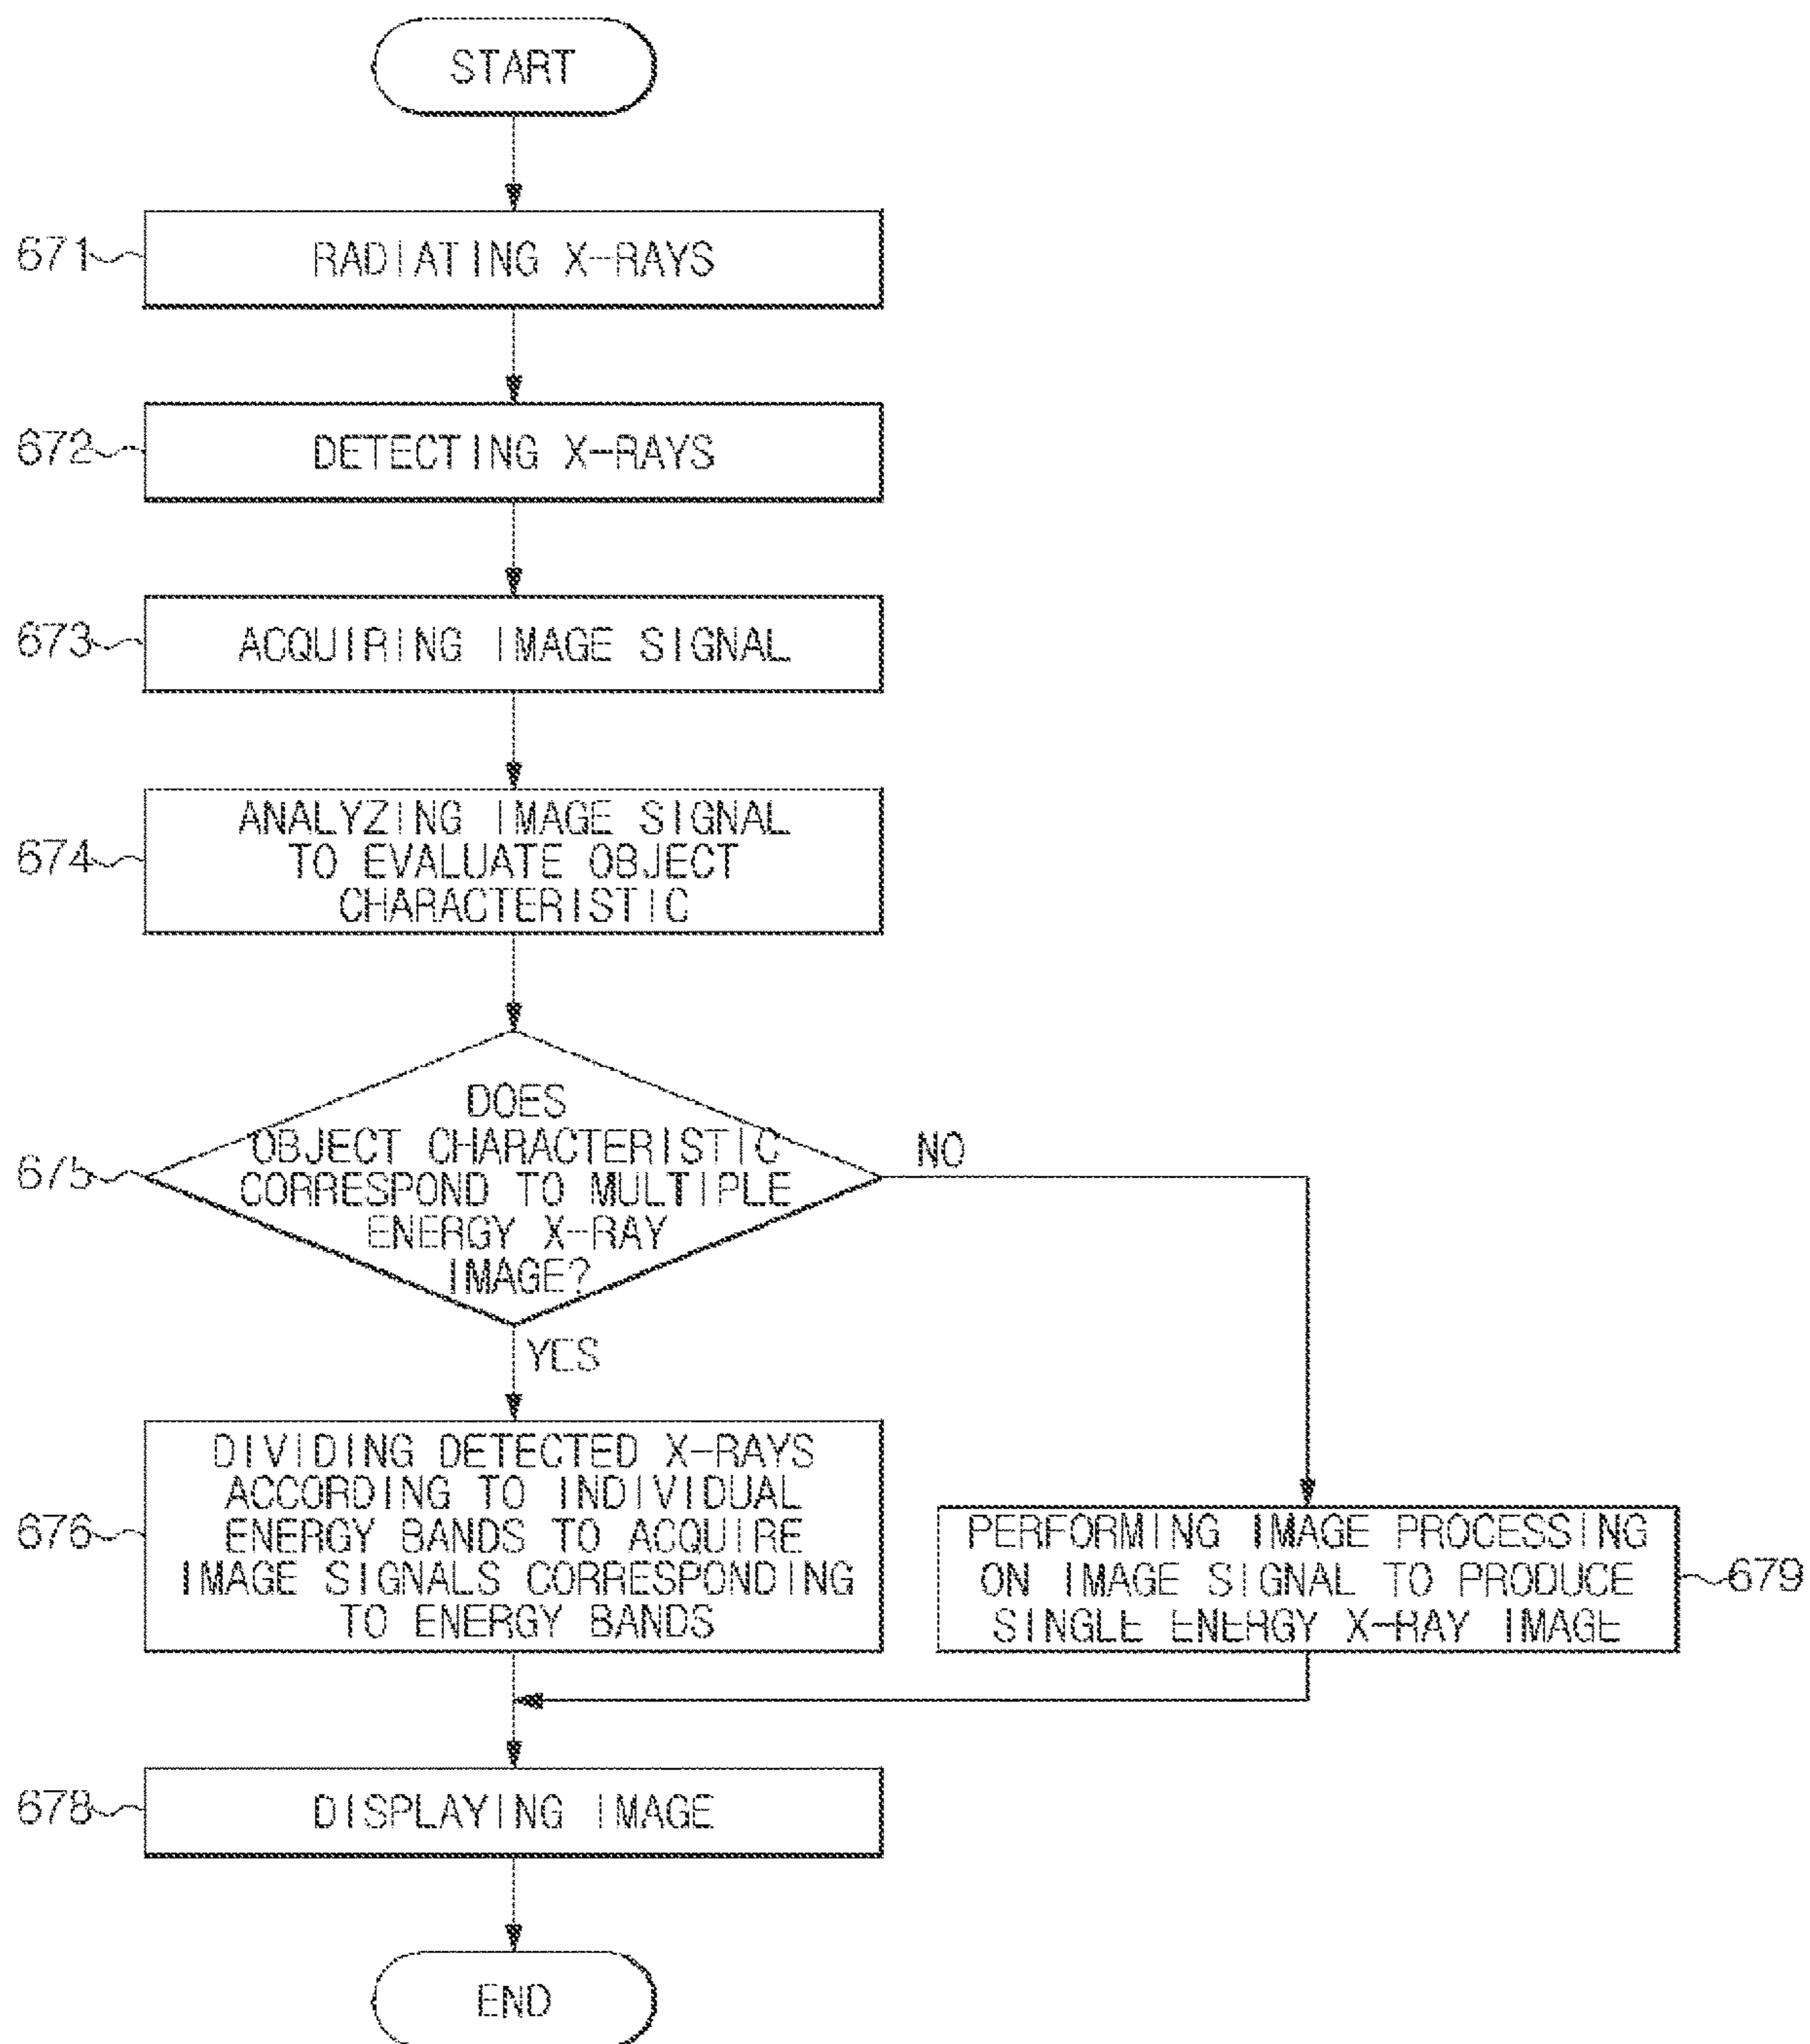 START
671
RADIATING X-RAYS
672
DETECTING X-RAYS
673
ACQUIRING IMAGE SIGNAL
674
ANALYZING IMAGE SIGNAL
TO EVALUATE OBJECT
CHARACTERISTIC
675
DOES
OBJECT CHARACTERISTIC
CORRESPOND TO MULTIPLE
ENERGY X-RAY
IMAGE?
NO
YES
676
DIVIDING DETECTED X-RAYS
ACCORDING TO INDIVIDUAL
ENERGY BANDS TO ACQUIRE
IMAGE SIGNALS CORRESPONDING
TO ENERGY BANDS
PERFORMING IMAGE PROCESSING
ON IMAGE SIGNAL TO PRODUCE
SINGLE ENERGY X-RAY IMAGE
679
678
DISPLAYING IMAGE
END